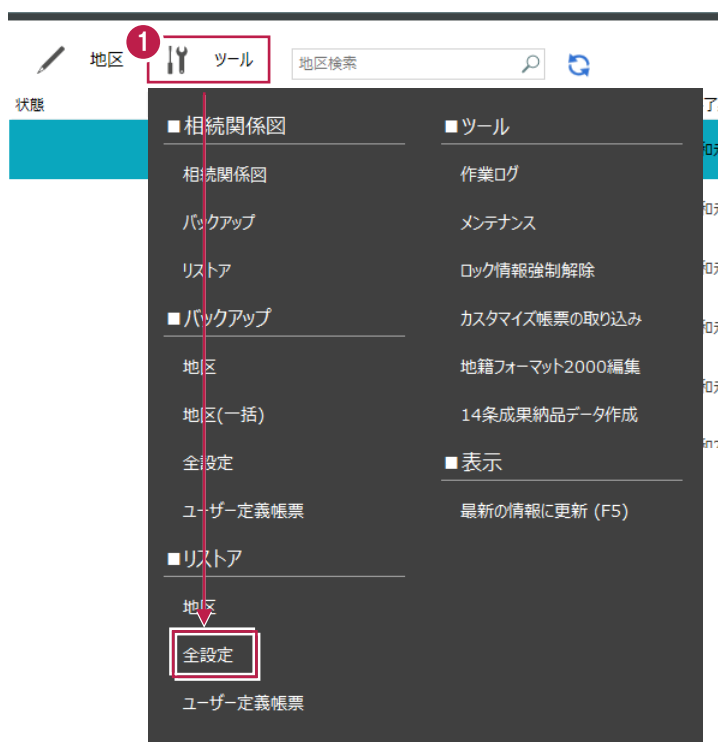 1
地区
ツール
地区検索
状態
了
■相続関係図
相続関係図
バックアップ
リストア
■バックアップ
地区
地区(一括)
全設定
ユーザー定義帳票
■リストア
地区
全設定
ユーザー定義帳票
■ツール
作業ログ
メンテナンス
ロック情報強制解除
カスタマイズ帳票の取り込み
地籍フォーマット2000編集
14条成果納品データ作成
■表示
最新の情報に更新 (F5)